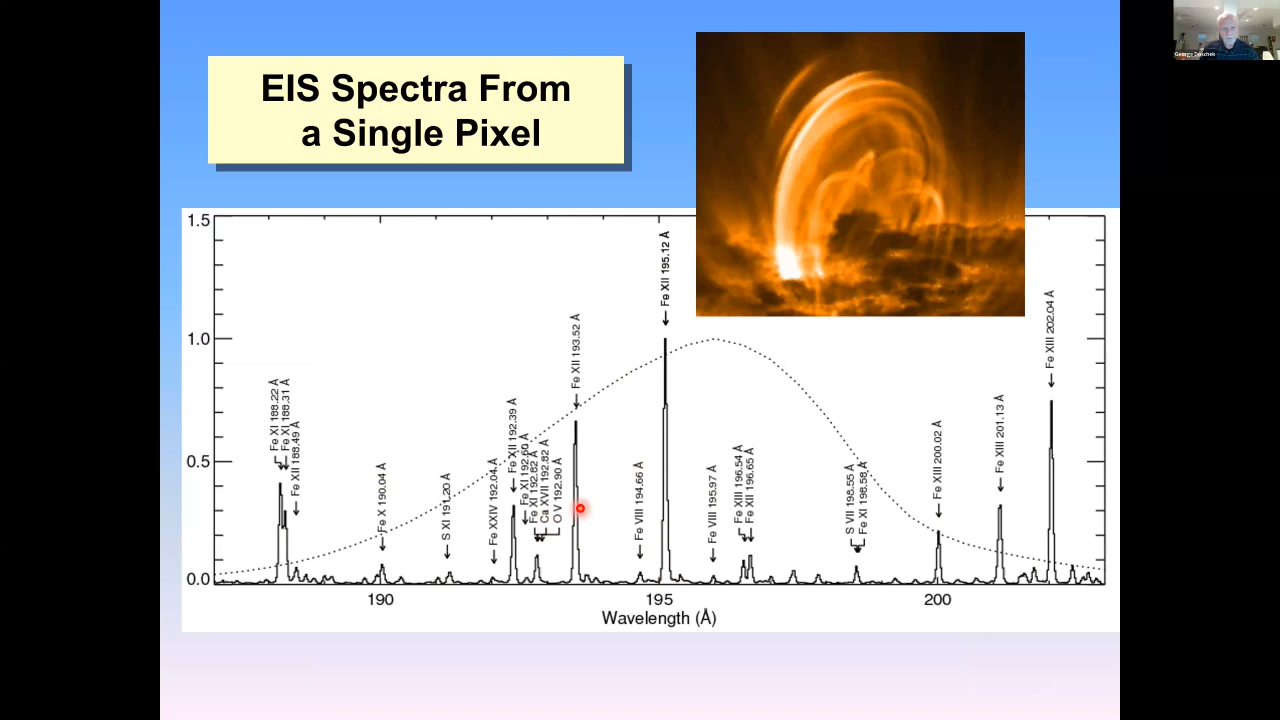 EIS Spectra From
a Single Pixel
George Doschek
1.5
1.0
0.5
0.0
Fe XI 188.22 Å
Fe XI 188.31 Å
Fe XII 188.49 Å
Fe X 190.04 Å
S XI 191.20 Å
Fe XXIV 192.04 Å
Fe XII 192.39 Å
Fe XI 192.60 Å
Fe XI 192.82 Å
Ca XVII 192.82 Å
O V 192.90 Å
Fe XII 193.52 Å
Fe VIII 194.66 Å
Fe XII 195.12 Å
Fe VIII 195.97 Å
Fe XIII 196.54 Å
Fe XII 196.65 Å
S VII 198.55 Å
Fe XI 198.58 Å
Fe XIII 200.02 Å
Fe XIII 201.13 Å
Fe XIII 202.04 Å
190
195
200
Wavelength (Å)